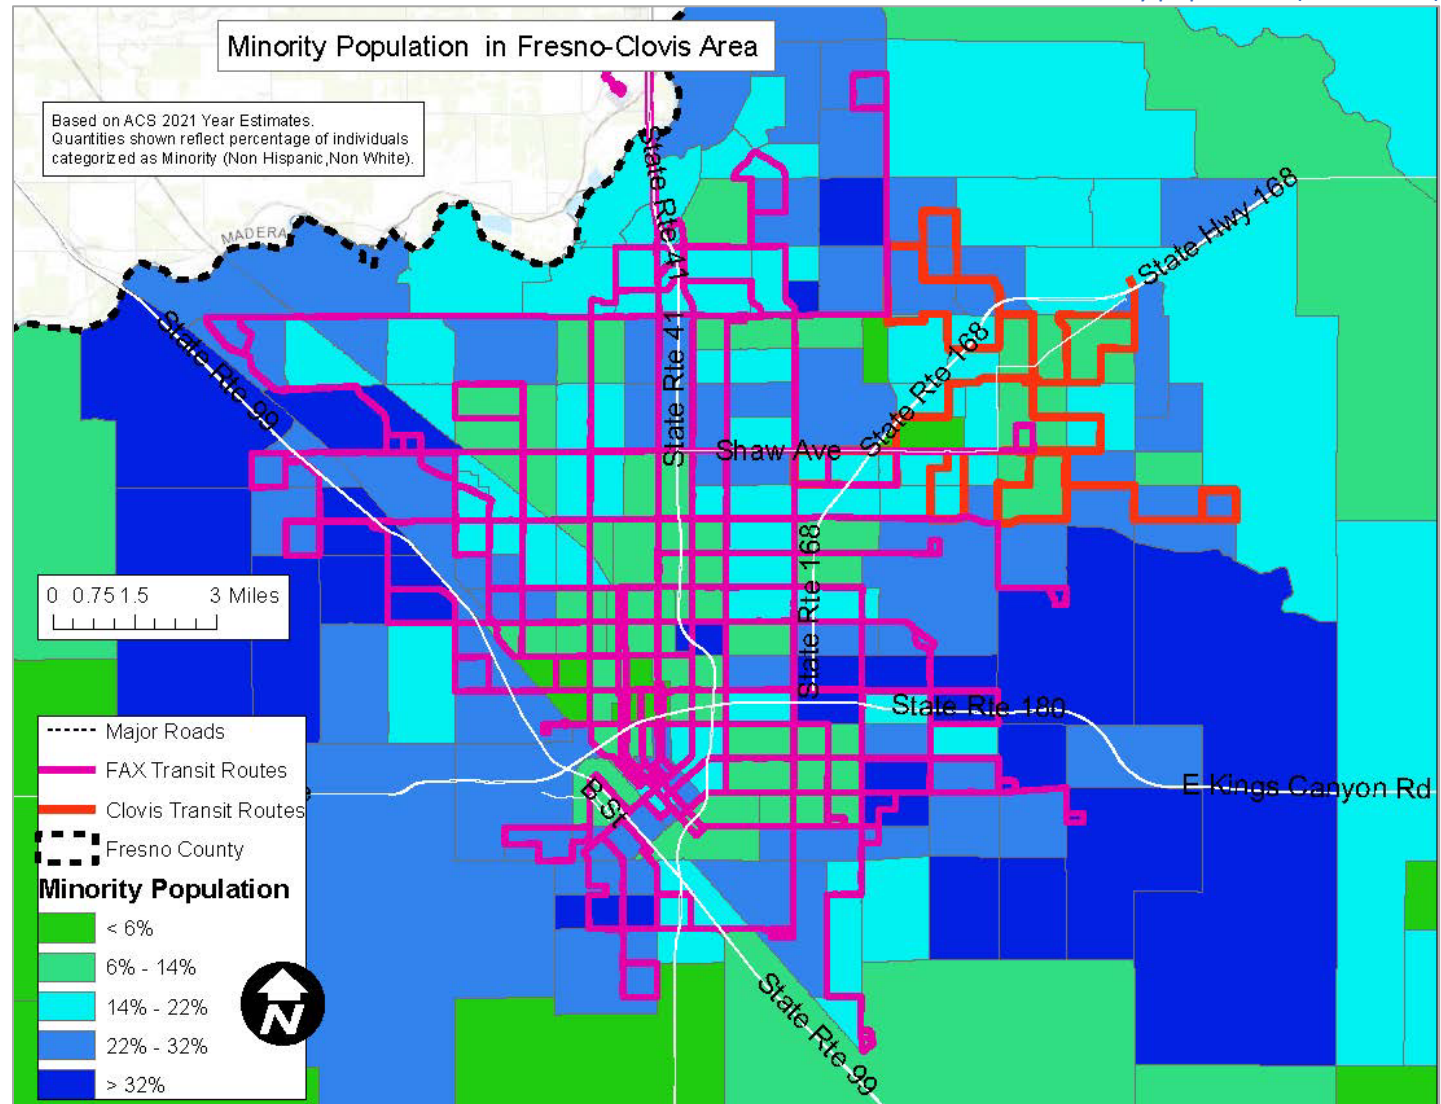 Minority Population in Fresno-Clovis Area
Based on ACS 2021 Year Estimates.
Quantities shown reflect percentage of individuals
categorized as Minority (Non Hispanic,Non White).
MADERA
State Rte 41
State Rte 41
State Hwy 168
State Rte 99
State Rte 168
Shaw Ave
State Rte 168
State Rte 180
E Kings Canyon Rd
B St
State Rte 99
0 0.75 1.5 3 Miles
Major Roads
FAX Transit Routes
Clovis Transit Routes
Fresno County
Minority Population
< 6%
6% - 14%
14% - 22%
22% - 32%
> 32%
N